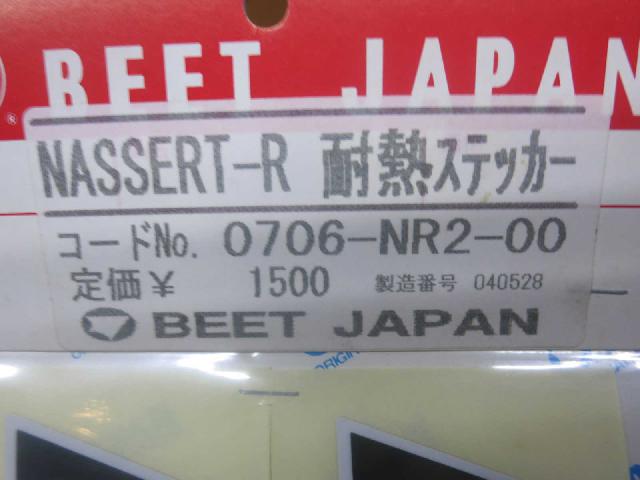 BEET JAPAN
NASSERT-R 耐熱ステッカー
コードNo. 0706-NR2-00
定価¥ 1500 製造番号 040528
BEET JAPAN